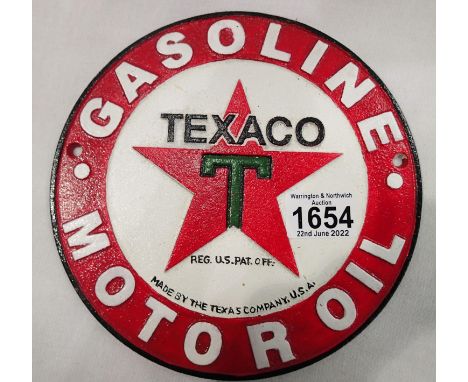 GASOLINE
TEXACO
T
REG. U.S. PAT. OFF.
MADE BY THE TEXAS COMPANY, U.S.A.
MOTOR OIL
Warrington & Northwich
Auction
1654
22nd June 2022